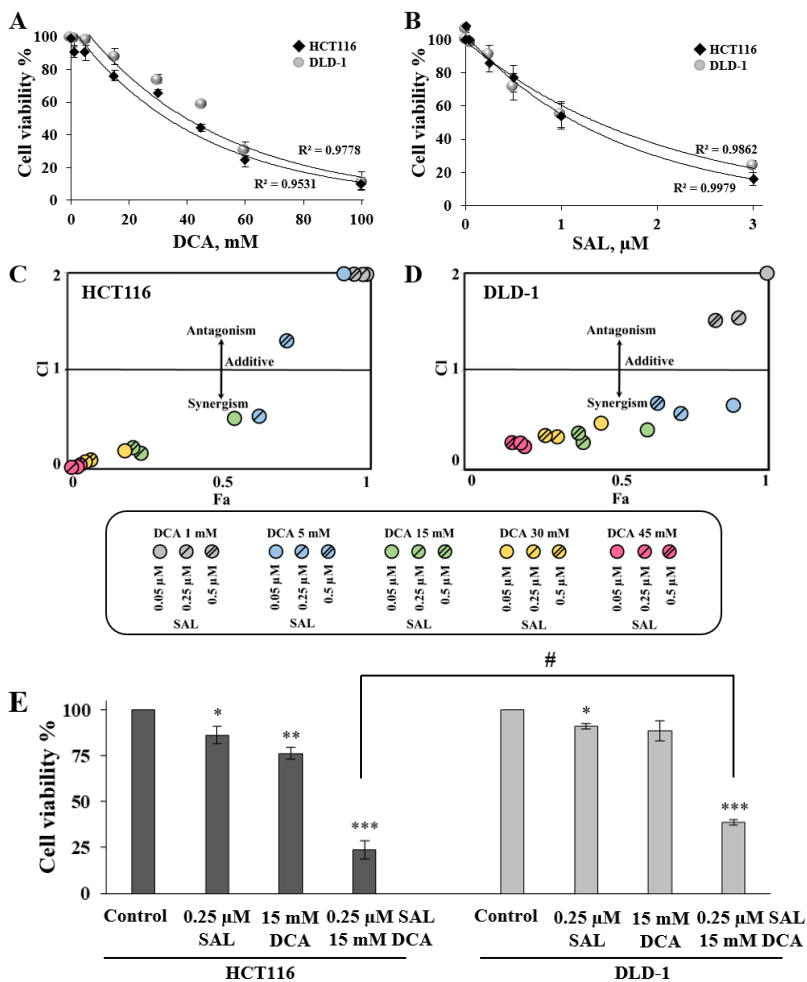 A
100
80
60
40
20
0
Cell viability %
HCT116
DLD-1
R² = 0.9778
R² = 0.9531
0 20 40 60 80 100
DCA, mM
B
100
80
60
40
20
0
Cell viability %
HCT116
DLD-1
R² = 0.9862
R² = 0.9979
0 1 2 3
SAL, µM
C
2
1
0
CI
HCT116
Antagonism
Additive
Synergism
0 0.5 1
Fa
D
2
1
0
CI
DLD-1
Antagonism
Additive
Synergism
0 0.5 1
Fa
DCA 1 mM DCA 5 mM DCA 15 mM DCA 30 mM DCA 45 mM
0.05 µM 0.25 µM 0.5 µM 0.05 µM 0.25 µM 0.5 µM 0.05 µM 0.25 µM 0.5 µM 0.05 µM 0.25 µM 0.5 µM 0.05 µM 0.25 µM 0.5 µM
SAL SAL SAL SAL SAL
E
#
100
75
50
25
0
Cell viability %
* ** *** * ***
Control 0.25 µM SAL 15 mM DCA 0.25 µM SAL 15 mM DCA
HCT116
Control 0.25 µM SAL 15 mM DCA 0.25 µM SAL 15 mM DCA
DLD-1